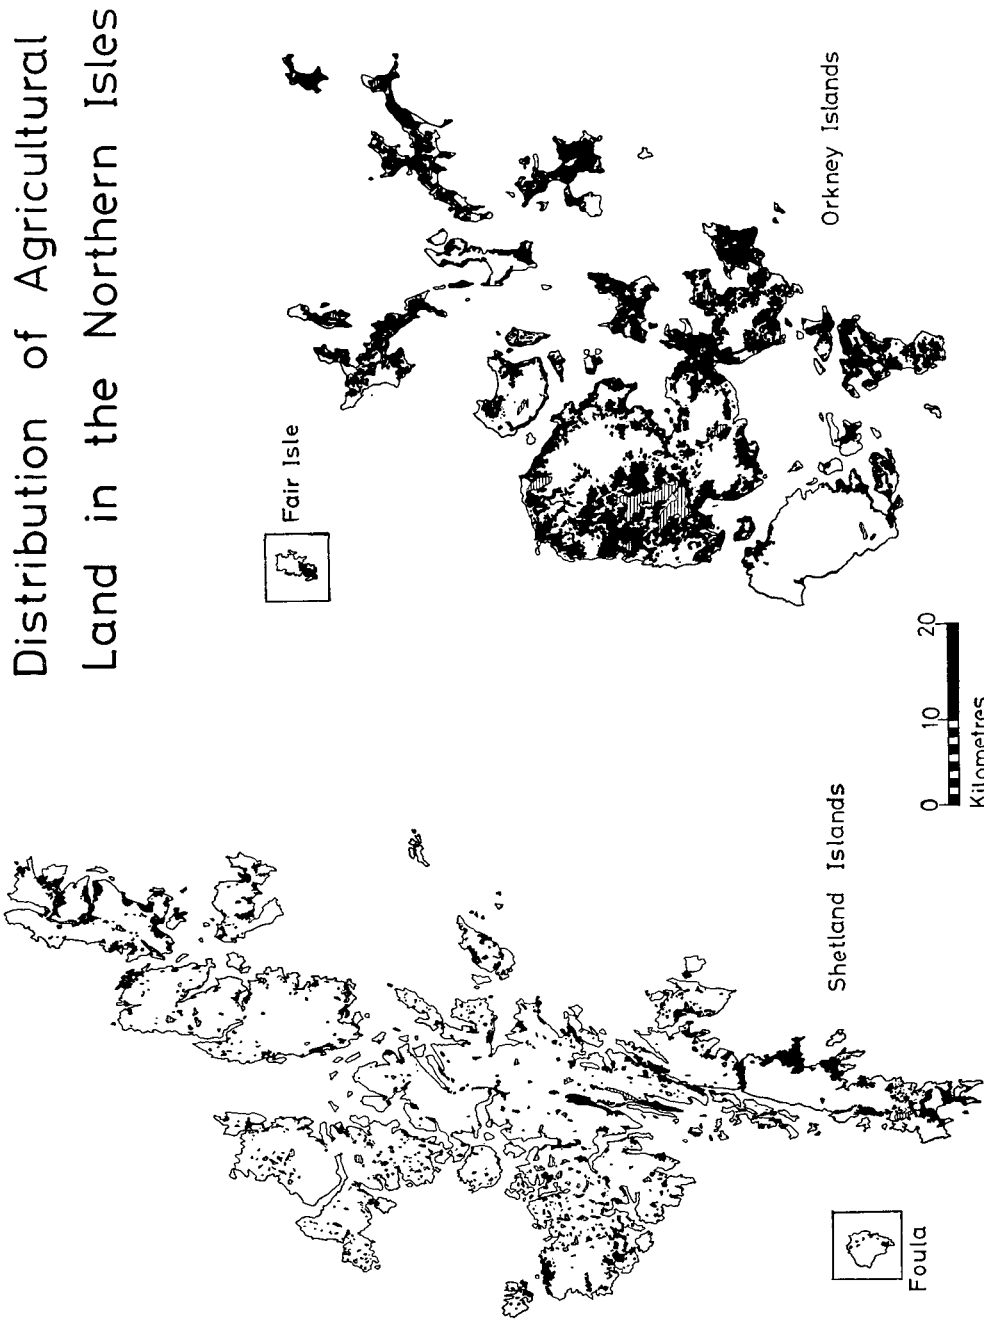 Distribution of Agricultural
Land in the Northern Isles
Fair Isle
Orkney Islands
Shetland Islands
Foula
0 10 20
Kilometres